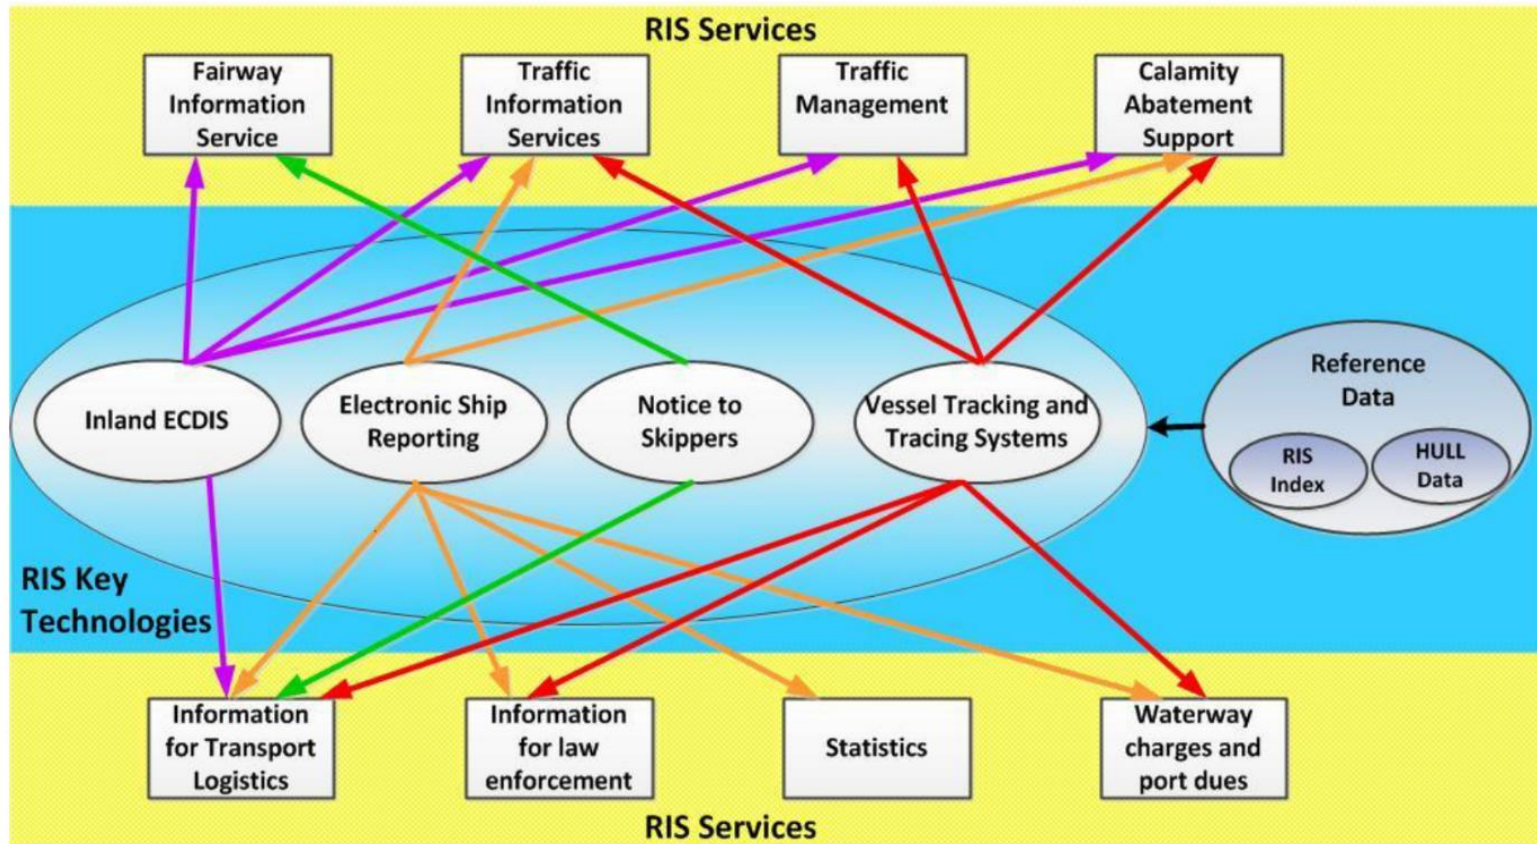 RIS Services
Fairway
Information
Service
Traffic
Information
Services
Traffic
Management
Calamity
Abatement
Support
Inland ECDIS
Electronic Ship
Reporting
Notice to
Skippers
Vessel Tracking and
Tracing Systems
Reference
Data
RIS
Index
HULL
Data
RIS Key
Technologies
Information
for Transport
Logistics
Information
for law
enforcement
Statistics
Waterway
charges and
port dues
RIS Services